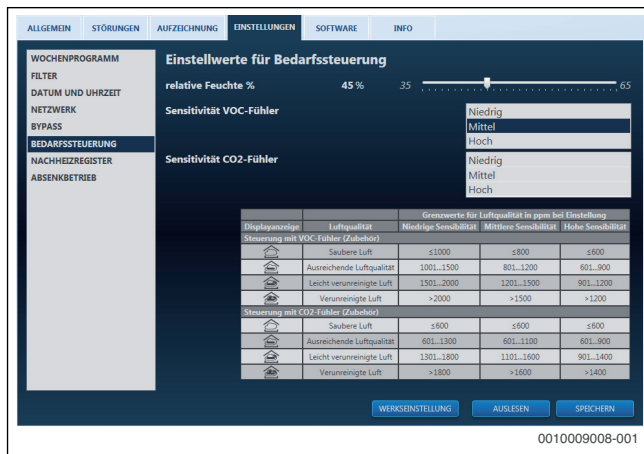 ALLGEMEIN STÖRUNGEN AUFZEICHNUNG EINSTELLUNGEN SOFTWARE INFO
WOCHENPROGRAMM
FILTER
DATUM UND UHRZEIT
NETZWERK
BYPASS
BEDARFSSTEUERUNG
NACHHEIZREGISTER
ABSENKBETRIEB
Einstellwerte für Bedarfssteuerung
relative Feuchte % 45 % 35 65
Sensitivität VOC-Fühler
Niedrig
Mittel
Hoch
Sensitivität CO2-Fühler
Niedrig
Mittel
Hoch
Grenzwerte für Luftqualität in ppm bei Einstellung
Displayanzeige Luftqualität Niedrige Sensibilität Mittlere Sensibilität Hohe Sensibilität
Steuerung mit VOC-Fühler (Zubehör)
Saubere Luft ≤1000 ≤800 ≤600
Ausreichende Luftqualität 1001...1500 801...1200 601...900
Leicht verunreinigte Luft 1501...2000 1201...1500 901...1200
Verunreinigte Luft >2000 >1500 >1200
Steuerung mit CO2-Fühler (Zubehör)
Saubere Luft ≤600 ≤600 ≤600
Ausreichende Luftqualität 601...1300 601...1100 601...900
Leicht verunreinigte Luft 1301...1800 1101...1600 901...1400
Verunreinigte Luft >1800 >1600 >1400
WERKSEINSTELLUNG AUSLESEN SPEICHERN
0010009008-001